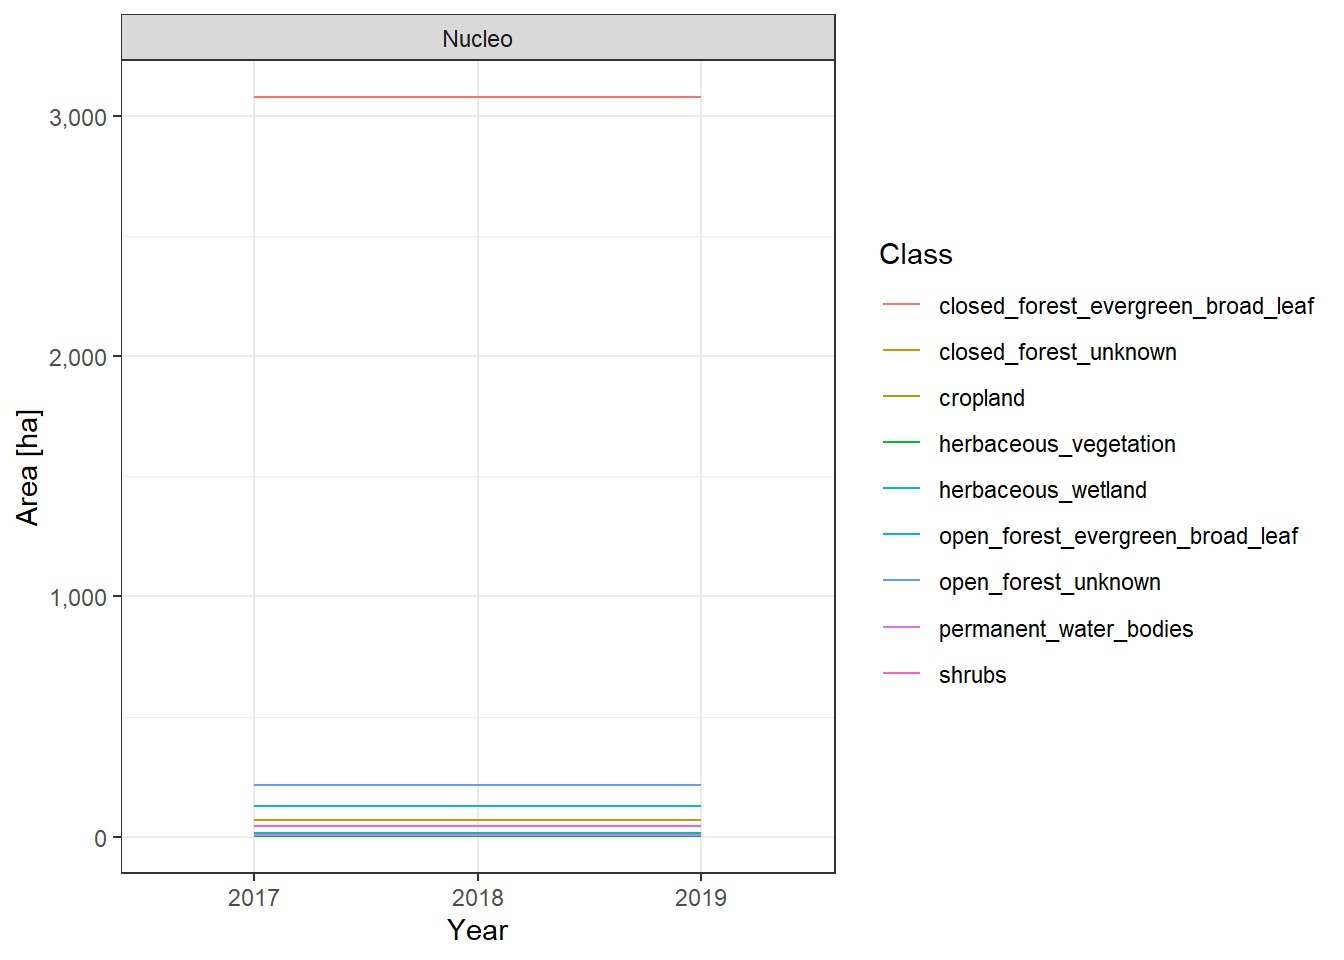 Nucleo
3,000
2,000
1,000
0
Area [ha]
2017 2018 2019
Year
Class
closed_forest_evergreen_broad_leaf
closed_forest_unknown
cropland
herbaceous_vegetation
herbaceous_wetland
open_forest_evergreen_broad_leaf
open_forest_unknown
permanent_water_bodies
shrubs